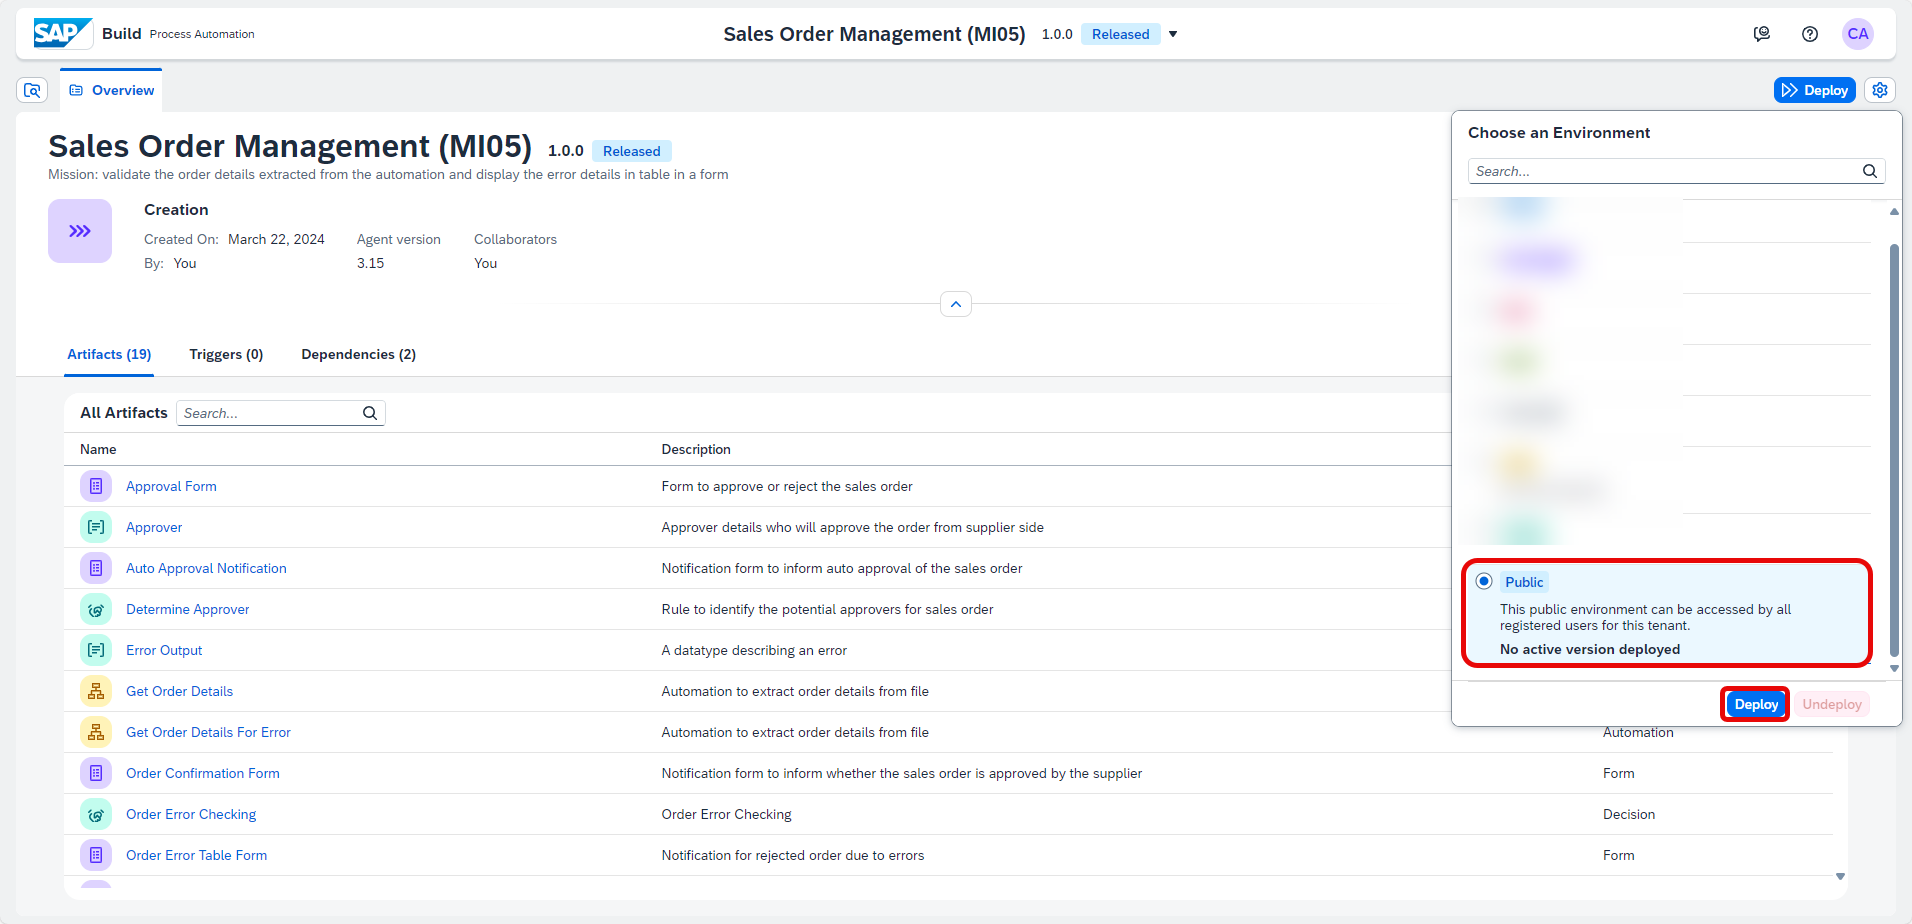 SAP Build Process Automation
Sales Order Management (MI05) 1.0.0 Released
CA
Overview
Deploy
Sales Order Management (MI05) 1.0.0 Released
Mission: validate the order details extracted from the automation and display the error details in table in a form
Creation
Created On: March 22, 2024 Agent version Collaborators
By: You 3.15 You
Artifacts (19) Triggers (0) Dependencies (2)
All Artifacts Search...
Name Description
Approval Form Form to approve or reject the sales order
Approver Approver details who will approve the order from supplier side
Auto Approval Notification Notification form to inform auto approval of the sales order
Determine Approver Rule to identify the potential approvers for sales order
Error Output A datatype describing an error
Get Order Details Automation to extract order details from file
Get Order Details For Error Automation to extract order details from file Automation
Order Confirmation Form Notification form to inform whether the sales order is approved by the supplier Form
Order Error Checking Order Error Checking Decision
Order Error Table Form Notification for rejected order due to errors Form
Choose an Environment
Search...
Public
This public environment can be accessed by all
registered users for this tenant.
No active version deployed
Deploy Undeploy